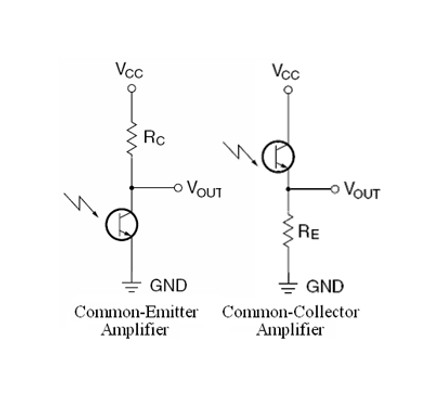 VCC
RC
VOUT
GND
Common-Emitter
Amplifier
VCC
VOUT
RE
GND
Common-Collector
Amplifier